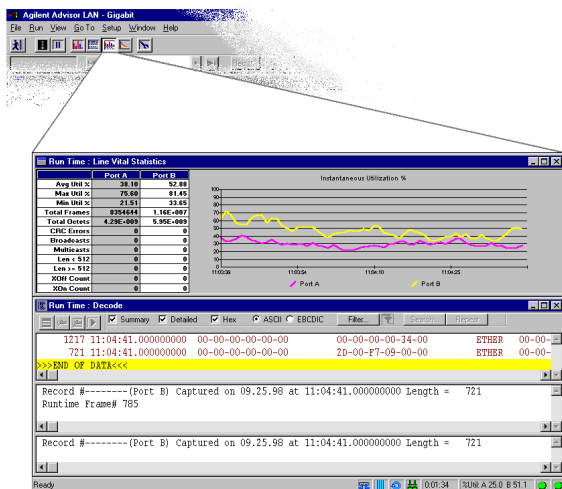 Agilent Advisor LAN - Gigabit
File Run View Go To Setup Window Help
Run Time : Line Vital Statistics
Port A Port B
Avg Util % 38.10 52.88
Max Util % 75.60 81.45
Min Util % 21.51 33.65
Total Frames 8354644 1.16E+007
Total Octets 4.29E+009 5.95E+009
CRC Errors 0 0
Broadcasts 0 0
Multicasts 0 0
Len < 512 0 0
Len >= 512 0 0
XOff Count 0 0
XOn Count 0 0
Instantaneous Utilization %
100
90
80
70
60
50
40
30
20
10
0
11:03:38 11:03:54 11:04:10 11:04:25
Port A Port B
Run Time : Decode
Summary Detailed Hex ASCII EBCDIC Filter... Search... Repeat
1217 11:04:41.000000000 00-00-00-00-00-00 00-00-00-00-34-00 ETHER 00-00-
721 11:04:41.000000000 00-00-00-00-00-00 2D-00-F7-09-00-00 ETHER 00-00-
>>>END OF DATA<<<
Record #--------(Port B) Captured on 09.25.98 at 11:04:41.000000000 Length = 721
Runtime Frame# 785
Record #--------(Port B) Captured on 09.25.98 at 11:04:41.000000000 Length = 721
Ready 0:01:34 %Util: A 25.0 B 51.1